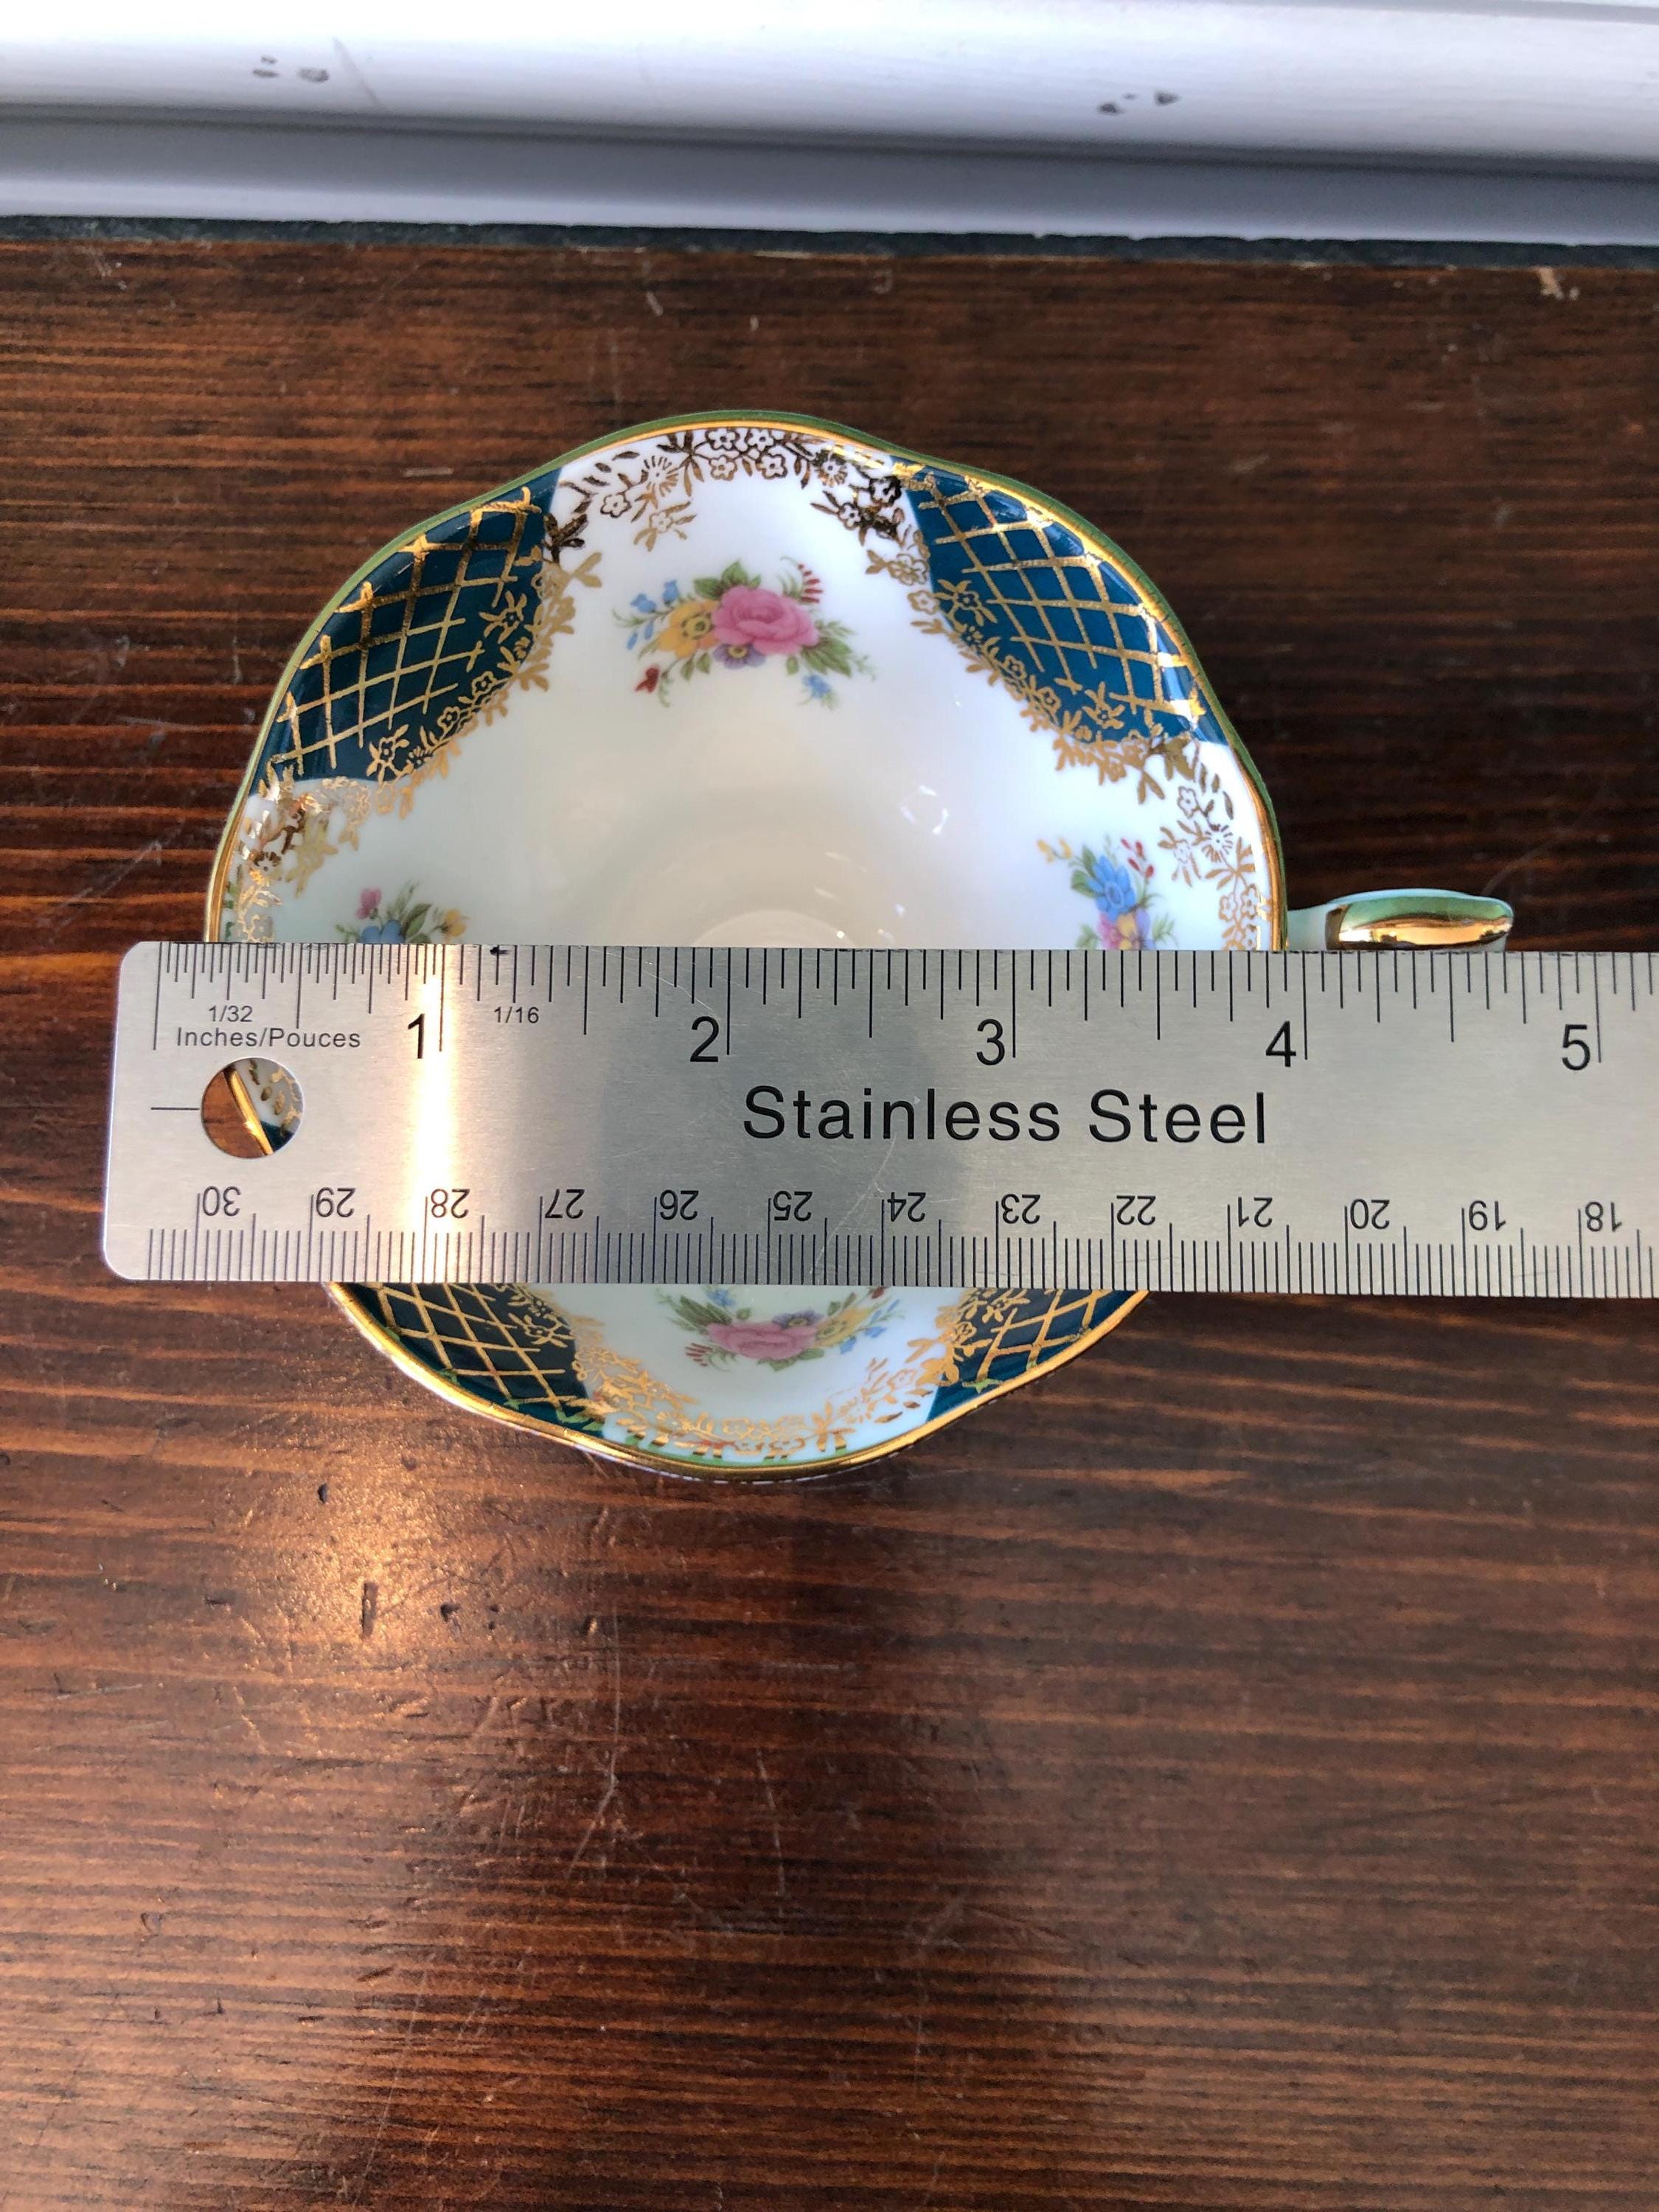 1/32 1 1/16 2 3 4 5
Inches/Pouces
Stainless Steel
30 29 28 27 26 25 24 23 22 21 20 19 18